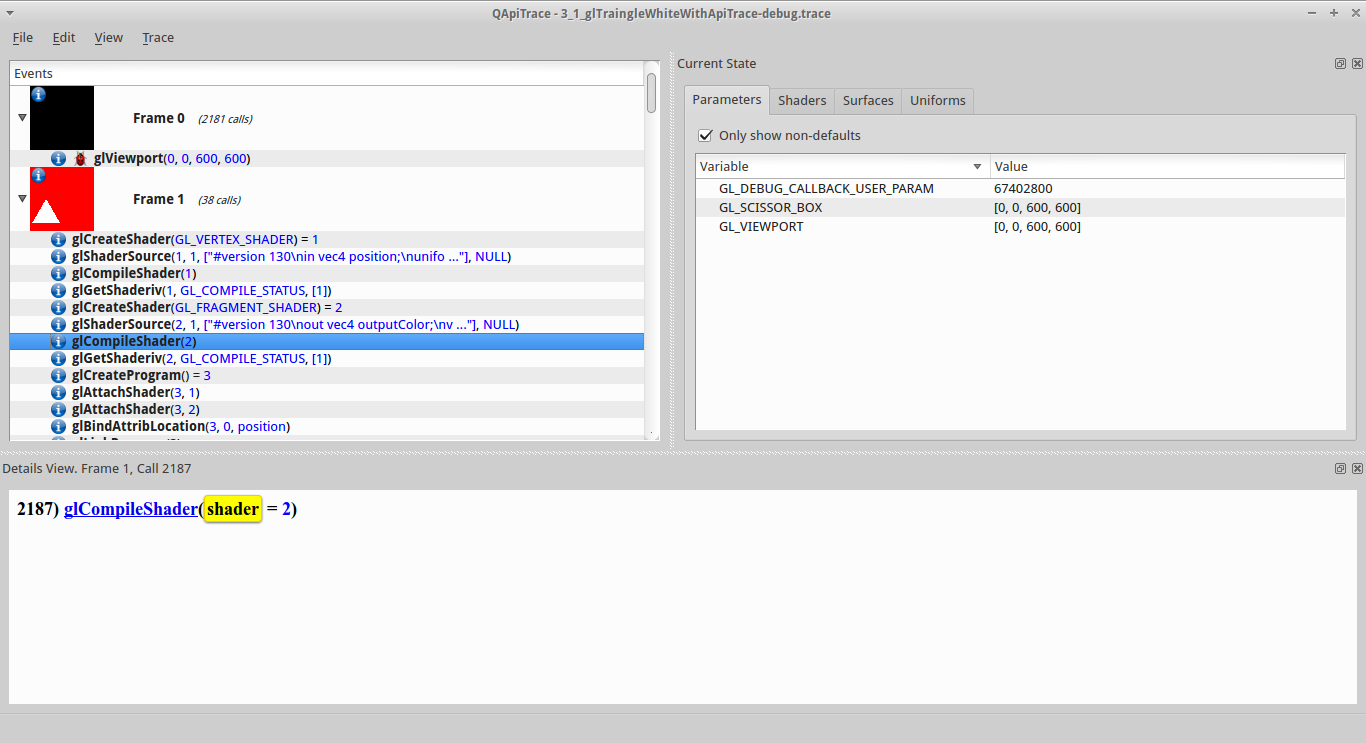 QApiTrace - 3_1_glTraingleWhiteWithApiTrace-debug.trace
File Edit View Trace
Events
Frame 0 (2181 calls)
glViewport(0, 0, 600, 600)
Frame 1 (38 calls)
glCreateShader(GL_VERTEX_SHADER) = 1
glShaderSource(1, 1, ["#version 130\nin vec4 position;\nunifo ..."], NULL)
glCompileShader(1)
glGetShaderiv(1, GL_COMPILE_STATUS, [1])
glCreateShader(GL_FRAGMENT_SHADER) = 2
glShaderSource(2, 1, ["#version 130\nout vec4 outputColor;\nv ..."], NULL)
glCompileShader(2)
glGetShaderiv(2, GL_COMPILE_STATUS, [1])
glCreateProgram() = 3
glAttachShader(3, 1)
glAttachShader(3, 2)
glBindAttribLocation(3, 0, position)
Current State
Parameters Shaders Surfaces Uniforms
Only show non-defaults
Variable Value
GL_DEBUG_CALLBACK_USER_PARAM 67402800
GL_SCISSOR_BOX [0, 0, 600, 600]
GL_VIEWPORT [0, 0, 600, 600]
Details View. Frame 1, Call 2187
2187) glCompileShader(shader = 2)